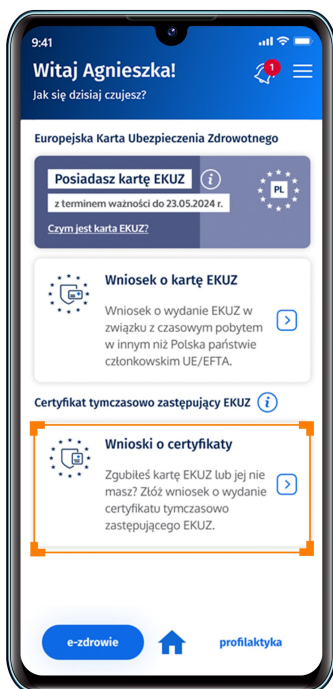 9:41
Witaj Agnieszka!
1
Jak się dzisiaj czujesz?
Europejska Karta Ubezpieczenia Zdrowotnego
Posiadasz kartę EKUZ i
z terminem ważności do 23.05.2024 r.
PL
Czym jest karta EKUZ?
Wniosek o kartę EKUZ
Wniosek o wydanie EKUZ w
związku z czasowym pobytem
w innym niż Polska państwie
członkowskim UE/EFTA.
Certyfikat tymczasowo zastępujący EKUZ i
Wnioski o certyfikaty
Zgubiłeś kartę EKUZ lub jej nie
masz? Złóż wniosek o wydanie
certyfikatu tymczasowo
zastępującego EKUZ.
e-zdrowie
profilaktyka